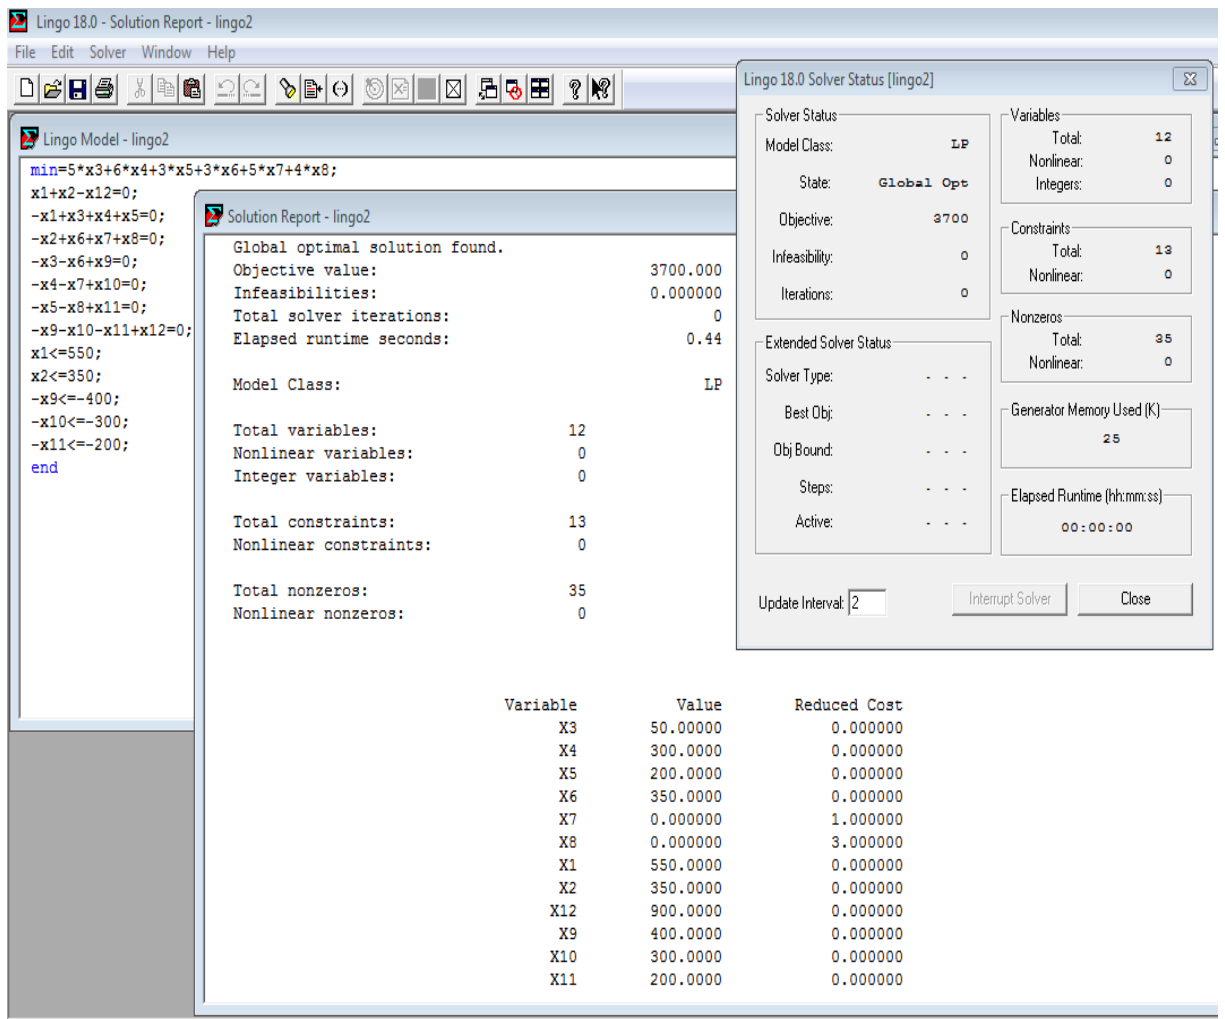 Lingo 18.0 - Solution Report - lingo2
File Edit Solver Window Help
Lingo Model - lingo2
min=5*x3+6*x4+3*x5+3*x6+5*x7+4*x8;
x1+x2-x12=0;
-x1+x3+x4+x5=0;
-x2+x6+x7+x8=0;
-x3-x6+x9=0;
-x4-x7+x10=0;
-x5-x8+x11=0;
-x9-x10-x11+x12=0;
x1<=550;
x2<=350;
-x9<=-400;
-x10<=-300;
-x11<=-200;
end
Solution Report - lingo2
Global optimal solution found.
Objective value: 3700.000
Infeasibilities: 0.000000
Total solver iterations: 0
Elapsed runtime seconds: 0.44
Model Class: LP
Total variables: 12
Nonlinear variables: 0
Integer variables: 0
Total constraints: 13
Nonlinear constraints: 0
Total nonzeros: 35
Nonlinear nonzeros: 0
Variable Value Reduced Cost
X3 50.00000 0.000000
X4 300.0000 0.000000
X5 200.0000 0.000000
X6 350.0000 0.000000
X7 0.000000 1.000000
X8 0.000000 3.000000
X1 550.0000 0.000000
X2 350.0000 0.000000
X12 900.0000 0.000000
X9 400.0000 0.000000
X10 300.0000 0.000000
X11 200.0000 0.000000
Lingo 18.0 Solver Status [lingo2]
Solver Status
Model Class: LP
State: Global Opt
Objective: 3700
Infeasibility: 0
Iterations: 0
Extended Solver Status
Solver Type: - - -
Best Obj: - - -
Obj Bound: - - -
Steps: - - -
Active: - - -
Variables
Total: 12
Nonlinear: 0
Integers: 0
Constraints
Total: 13
Nonlinear: 0
Nonzeros
Total: 35
Nonlinear: 0
Generator Memory Used (K)
25
Elapsed Runtime (hh:mm:ss)
00:00:00
Update Interval: 2
Interrupt Solver
Close